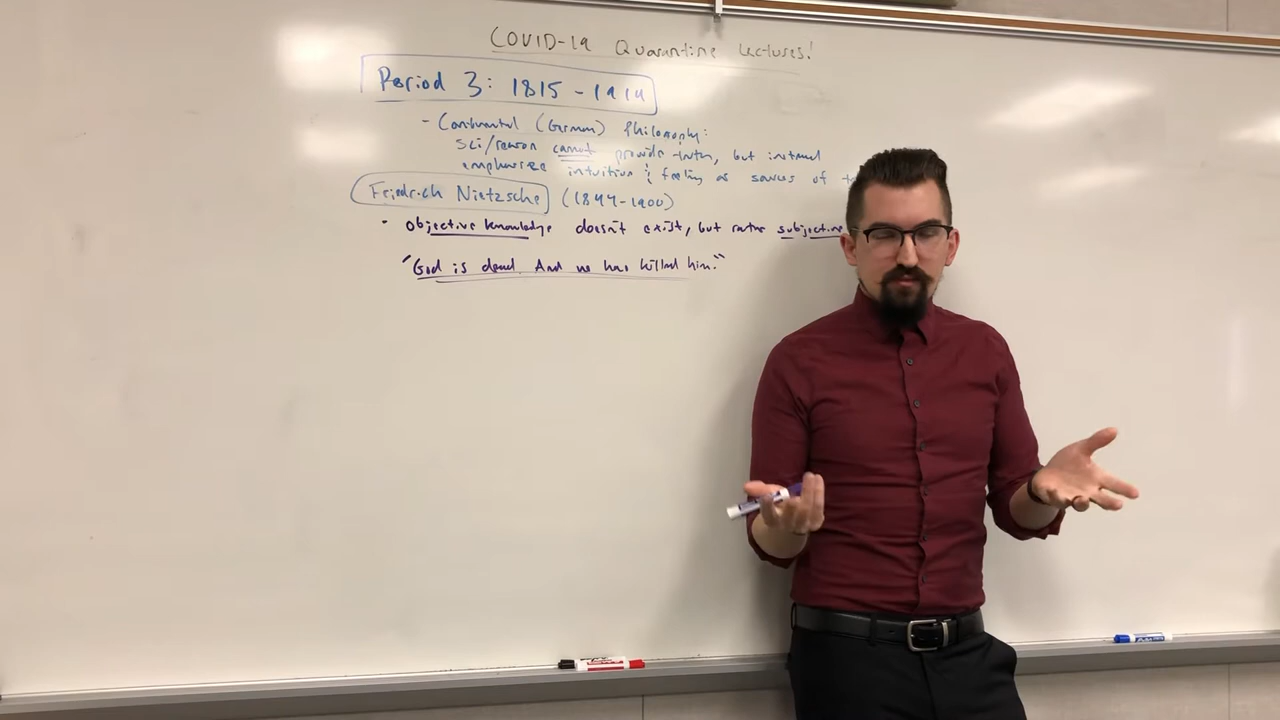 COVID-19 Quarantine Lectures!
Period 3: 1815 - 1914
- Continental (German) Philosophy:
sci/reason cannot provide truth, but instead
emphasize intuition & feeling as sources of
Friedrich Nietzsche (1844-1900)
· objective knowledge doesn't exist, but rather subjective
"God is dead. And we has killed him."